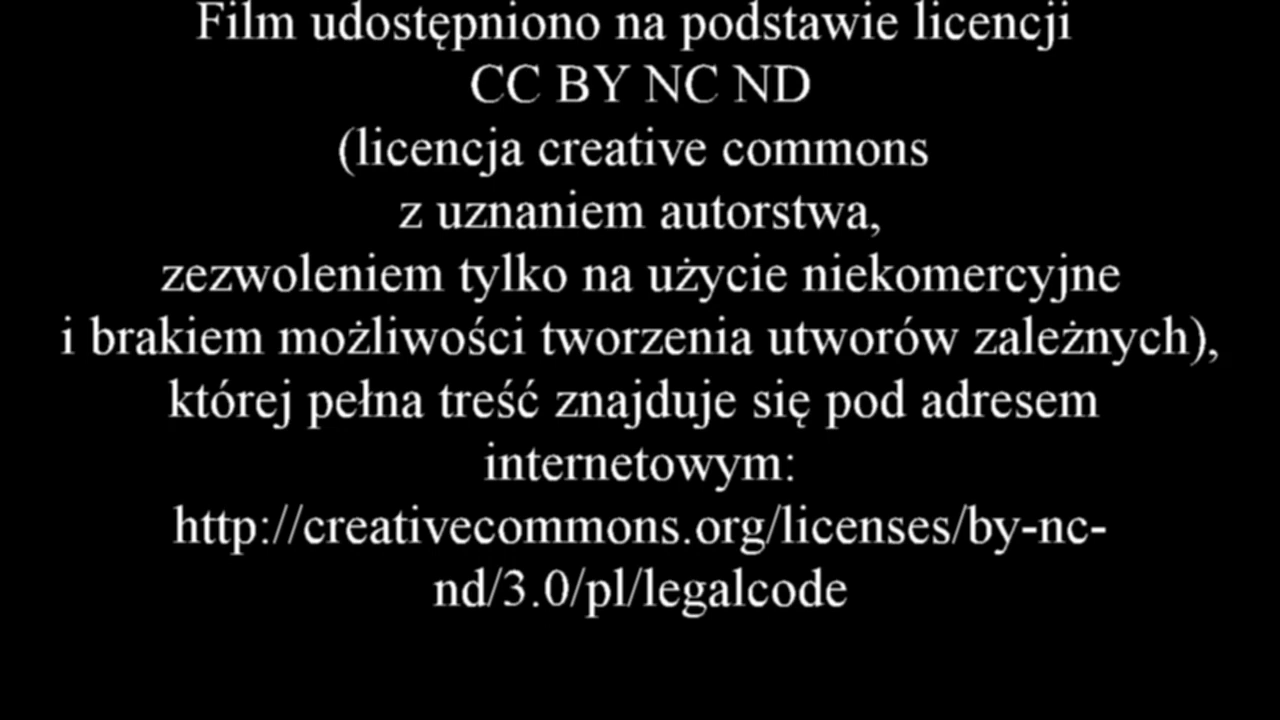 Film udostępniono na podstawie licencji
CC BY NC ND
(licencja creative commons
z uznaniem autorstwa,
zezwoleniem tylko na użycie niekomercyjne
i brakiem możliwości tworzenia utworów zależnych),
której pełna treść znajduje się pod adresem
internetowym:
http://creativecommons.org/licenses/by-nc-
nd/3.0/pl/legalcode